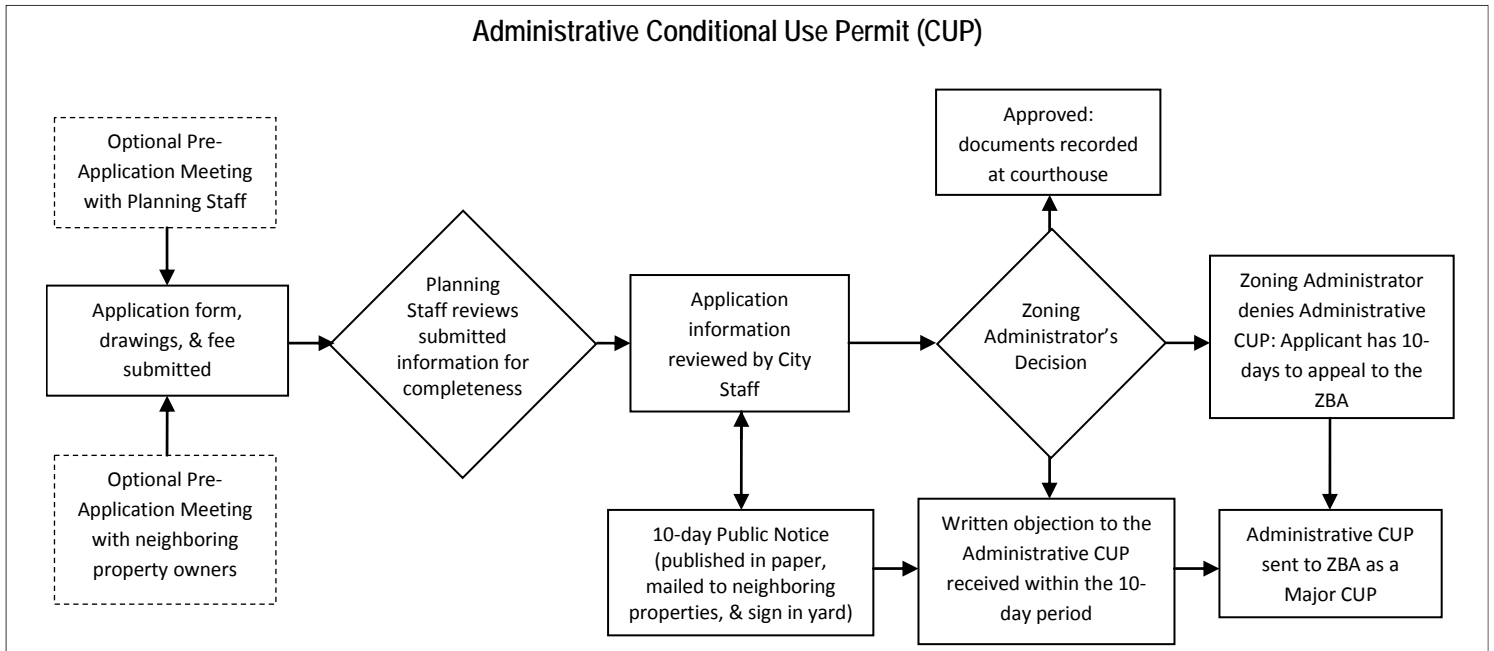 Administrative Conditional Use Permit (CUP)
Optional Pre-
Application Meeting
with Planning Staff
Application form,
drawings, & fee
submitted
Optional Pre-
Application Meeting
with neighboring
property owners
Planning
Staff reviews
submitted
information for
completeness
Application
information
reviewed by City
Staff
10-day Public Notice
(published in paper,
mailed to neighboring
properties, & sign in yard)
Approved:
documents recorded
at courthouse
Zoning
Administrator’s
Decision
Written objection to the
Administrative CUP
received within the 10-
day period
Zoning Administrator
denies Administrative
CUP: Applicant has 10-
days to appeal to the
ZBA
Administrative CUP
sent to ZBA as a
Major CUP